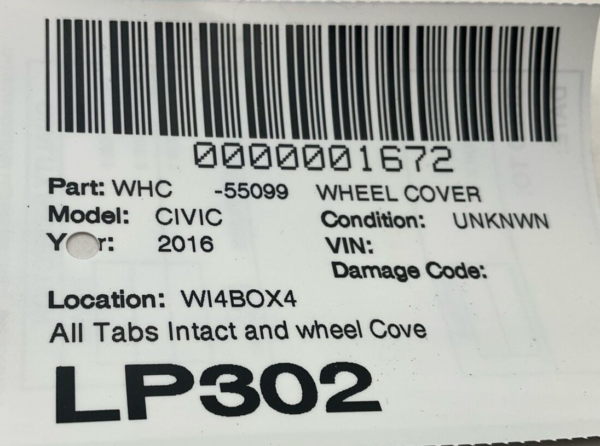 0000001672
Part: WHC -55099 WHEEL COVER
Model: CIVIC Condition: UNKNWN
Y r: 2016 VIN:
Damage Code:
Location: WI4BOX4
All Tabs Intact and wheel Cove
LP302